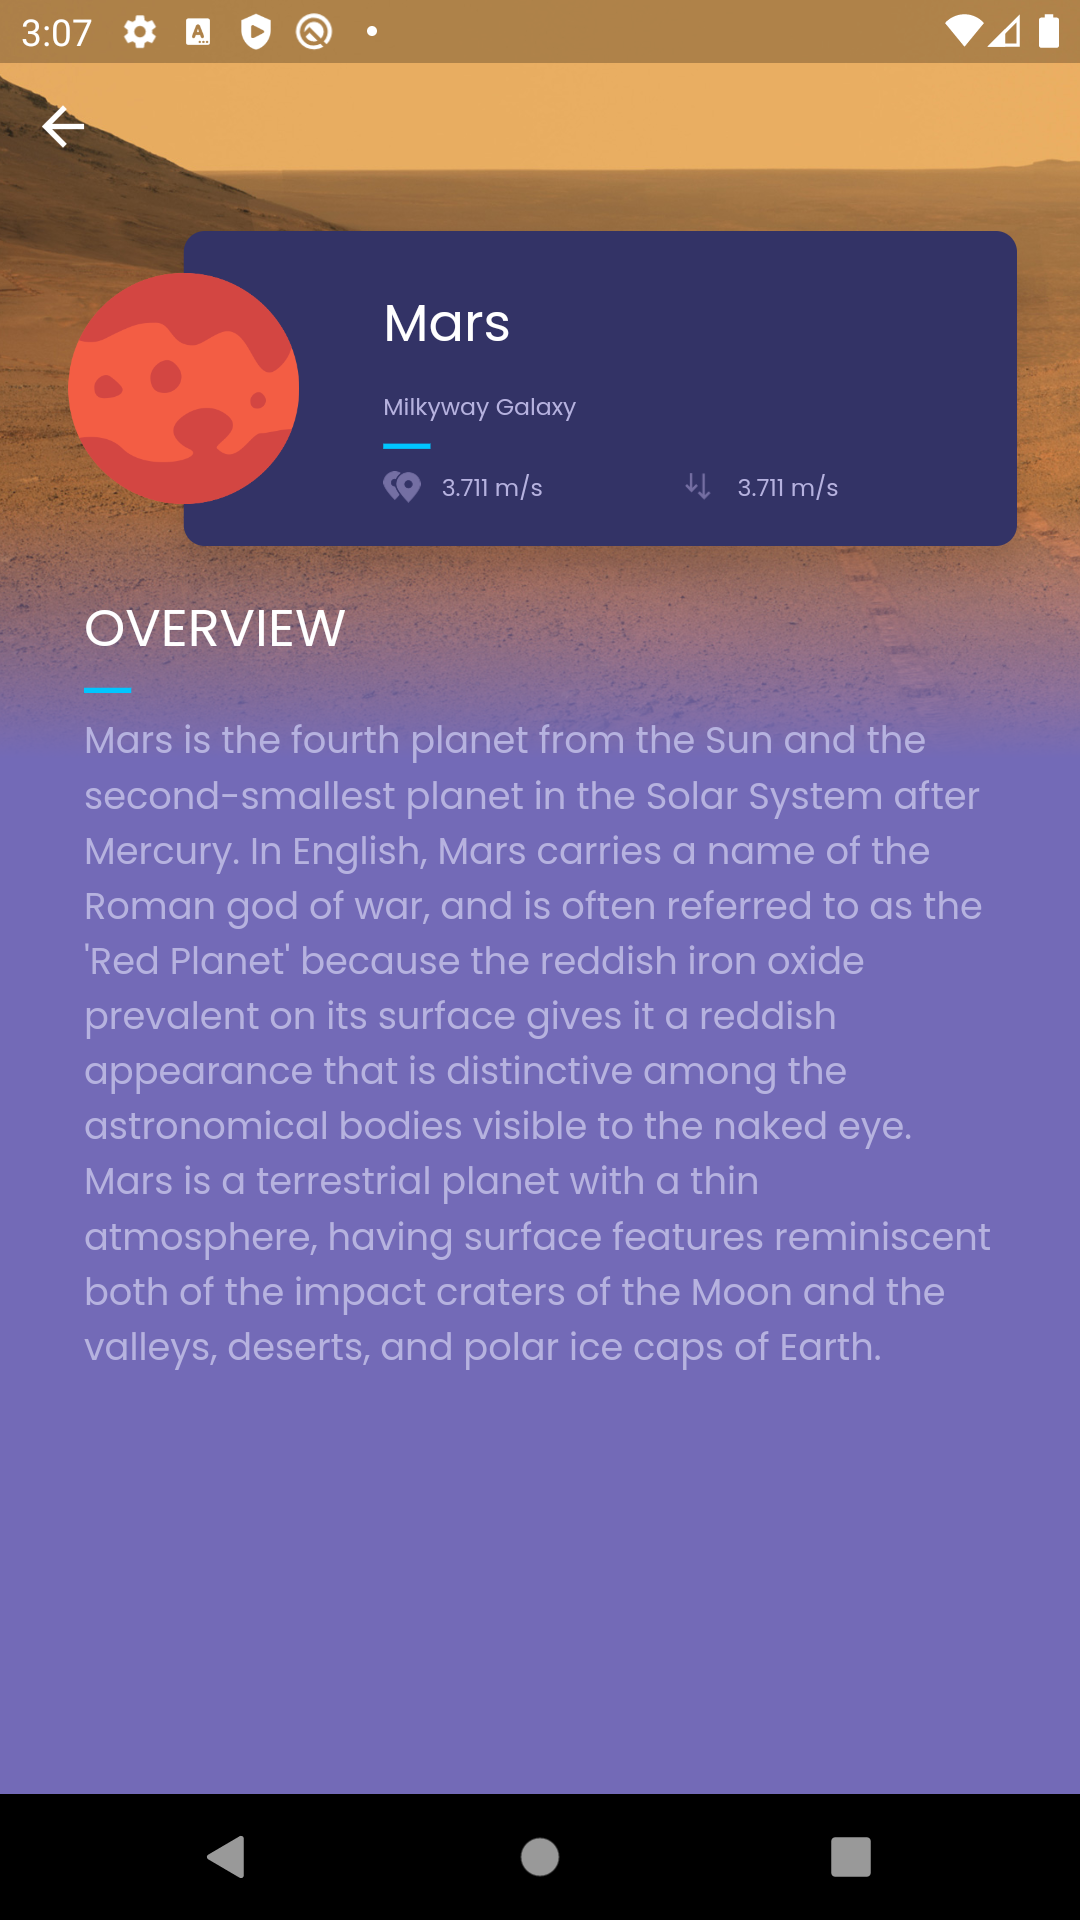 3:07
Mars
Milkyway Galaxy
3.711 m/s
3.711 m/s
OVERVIEW
Mars is the fourth planet from the Sun and the
second-smallest planet in the Solar System after
Mercury. In English, Mars carries a name of the
Roman god of war, and is often referred to as the
'Red Planet' because the reddish iron oxide
prevalent on its surface gives it a reddish
appearance that is distinctive among the
astronomical bodies visible to the naked eye.
Mars is a terrestrial planet with a thin
atmosphere, having surface features reminiscent
both of the impact craters of the Moon and the
valleys, deserts, and polar ice caps of Earth.